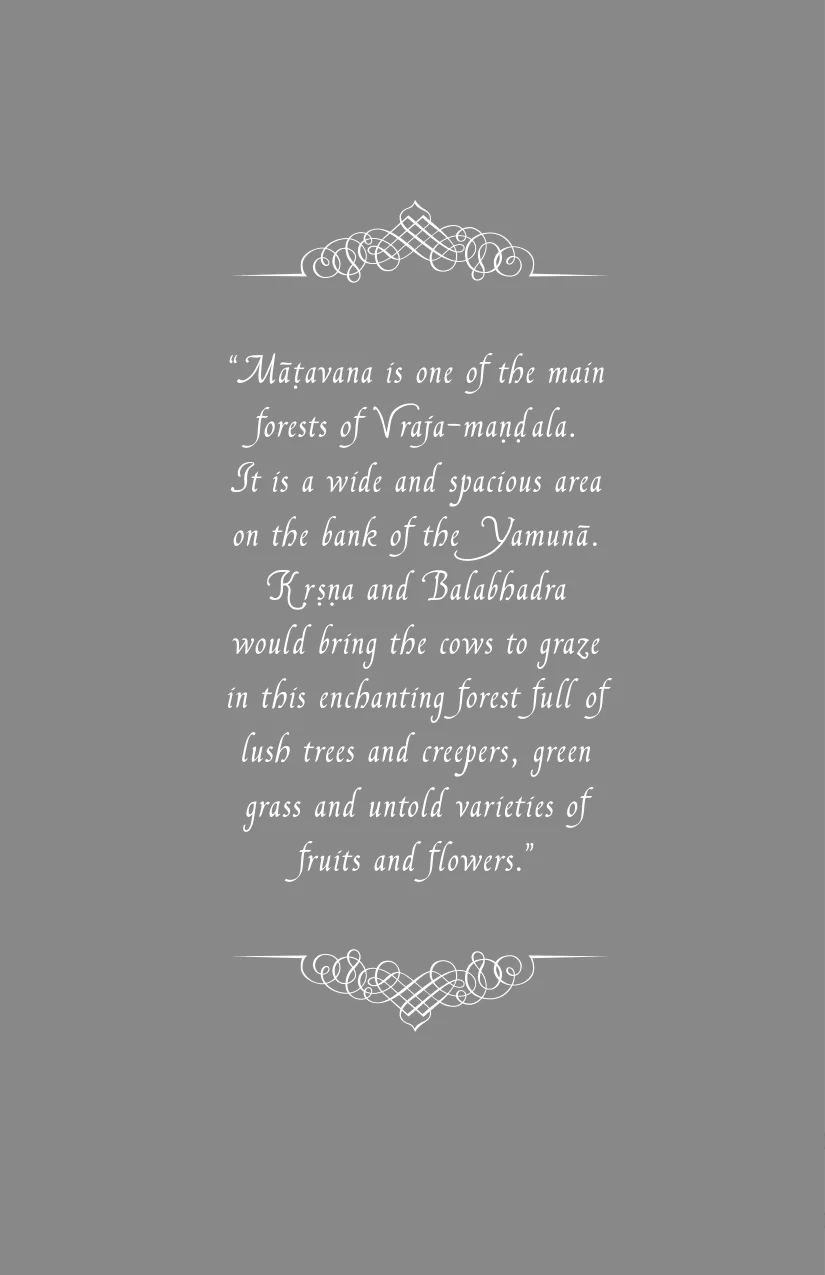 “Māṭavana is one of the main
forests of Vraja-maṇḍala.
It is a wide and spacious area
on the bank of the Yamunā.
Kṛṣṇa and Balabhadra
would bring the cows to graze
in this enchanting forest full of
lush trees and creepers, green
grass and untold varieties of
fruits and flowers.”